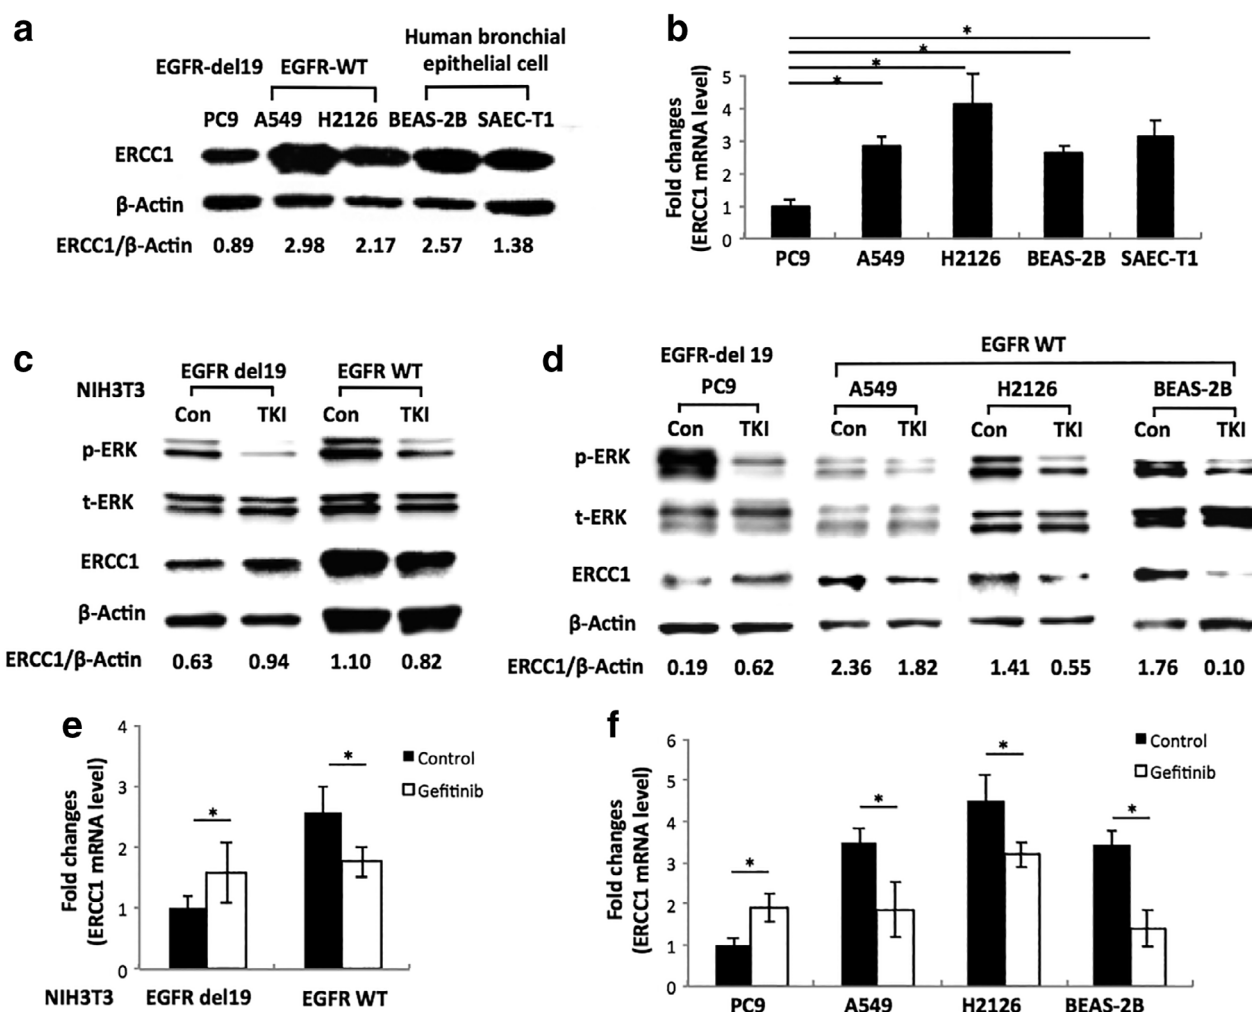 a
Human bronchial
epithelial cell
EGFR-del19 EGFR-WT
PC9 A549 H2126 BEAS-2B SAEC-T1
ERCC1
β-Actin
ERCC1/β-Actin 0.89 2.98 2.17 2.57 1.38
b
* * * *
Fold changes
(ERCC1 mRNA level)
5
4
3
2
1
0
PC9 A549 H2126 BEAS-2B SAEC-T1
c
EGFR del19 EGFR WT
NIH3T3
Con TKI Con TKI
p-ERK
t-ERK
ERCC1
β-Actin
ERCC1/β-Actin 0.63 0.94 1.10 0.82
d
EGFR-del 19 EGFR WT
PC9 A549 H2126 BEAS-2B
Con TKI Con TKI Con TKI Con TKI
p-ERK
t-ERK
ERCC1
β-Actin
ERCC1/β-Actin 0.19 0.62 2.36 1.82 1.41 0.55 1.76 0.10
e
Fold changes
(ERCC1 mRNA level)
4
3
2
1
0
* *
Control
Gefitinib
NIH3T3 EGFR del19 EGFR WT
f
Fold changes
(ERCC1 mRNA level)
6
5
4
3
2
1
0
* * * *
Control
Gefitinib
PC9 A549 H2126 BEAS-2B